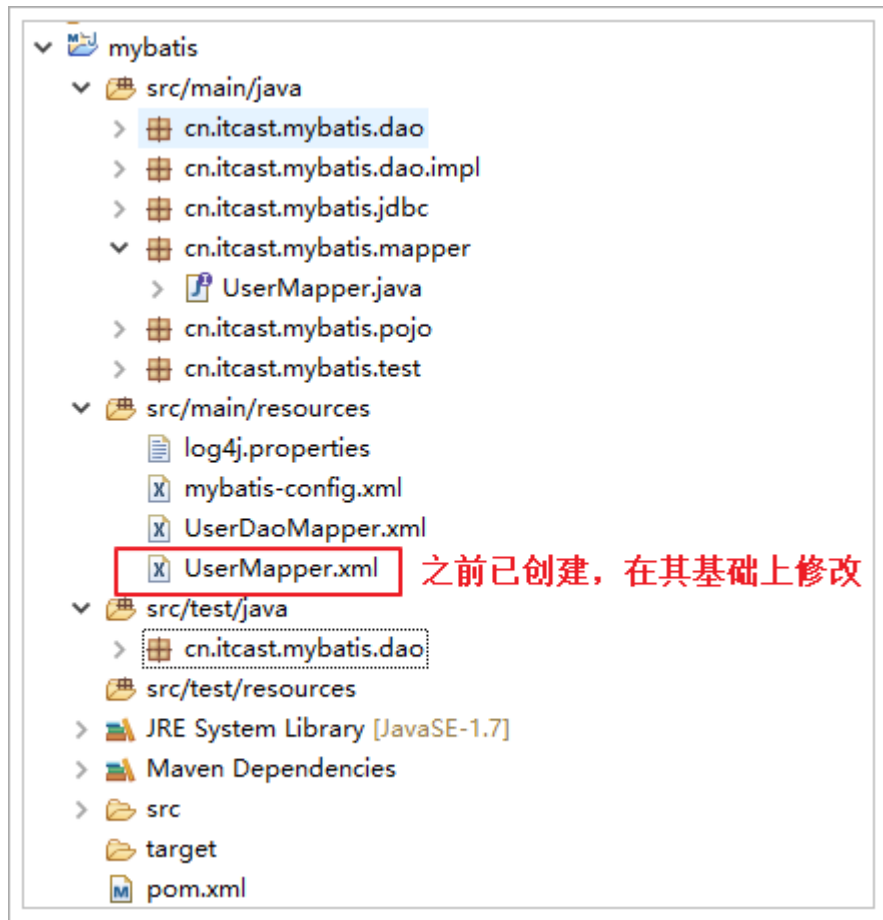 mybatis
src/main/java
cn.itcast.mybatis.dao
cn.itcast.mybatis.dao.impl
cn.itcast.mybatis.jdbc
cn.itcast.mybatis.mapper
UserMapper.java
cn.itcast.mybatis.pojo
cn.itcast.mybatis.test
src/main/resources
log4j.properties
mybatis-config.xml
UserDaoMapper.xml
UserMapper.xml 之前已创建，在其基础上修改
src/test/java
cn.itcast.mybatis.dao
src/test/resources
JRE System Library [JavaSE-1.7]
Maven Dependencies
src
target
pom.xml